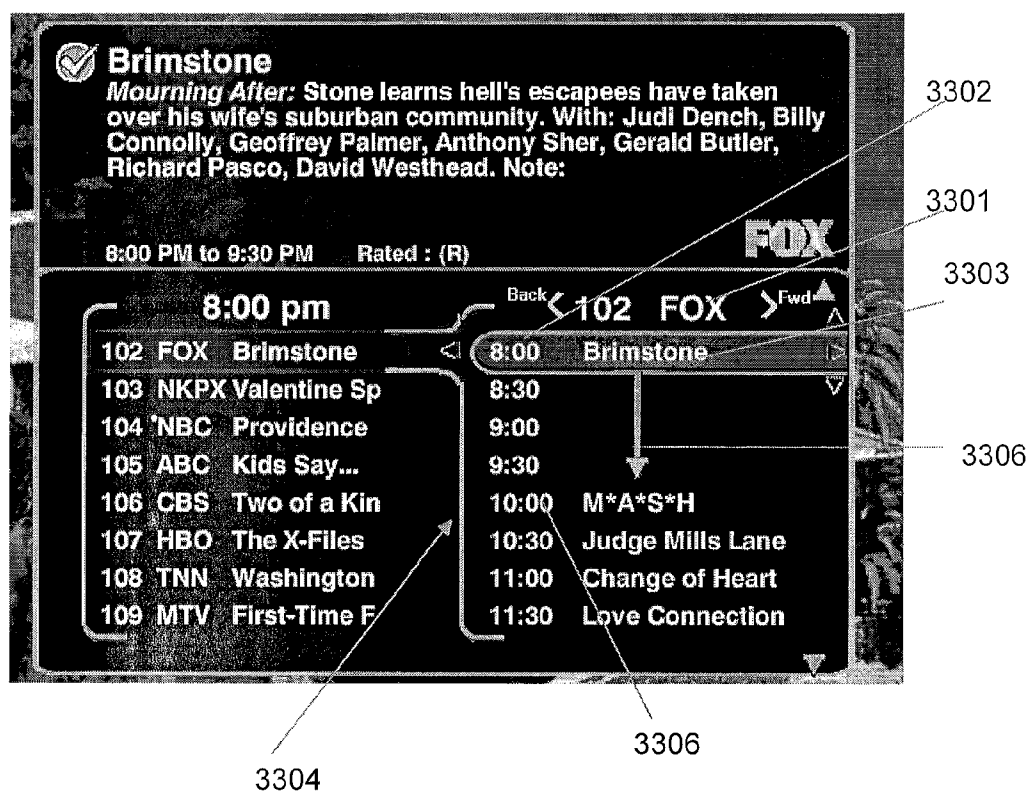 Brimstone
Mourning After: Stone learns hell's escapees have taken
over his wife's suburban community. With: Judi Dench, Billy
Connolly, Geoffrey Palmer, Anthony Sher, Gerald Butler,
Richard Pasco, David Westhead. Note:
8:00 PM to 9:30 PM Rated : (R)
FOX
8:00 pm
102 FOX Brimstone
103 NKPX Valentine Sp
104 NBC Providence
105 ABC Kids Say...
106 CBS Two of a Kin
107 HBO The X-Files
108 TNN Washington
109 MTV First-Time F
Back < 102 FOX > Fwd
8:00 Brimstone
8:30
9:00
9:30
10:00 M*A*S*H
10:30 Judge Mills Lane
11:00 Change of Heart
11:30 Love Connection
3302
3301
3303
3306
3306
3304